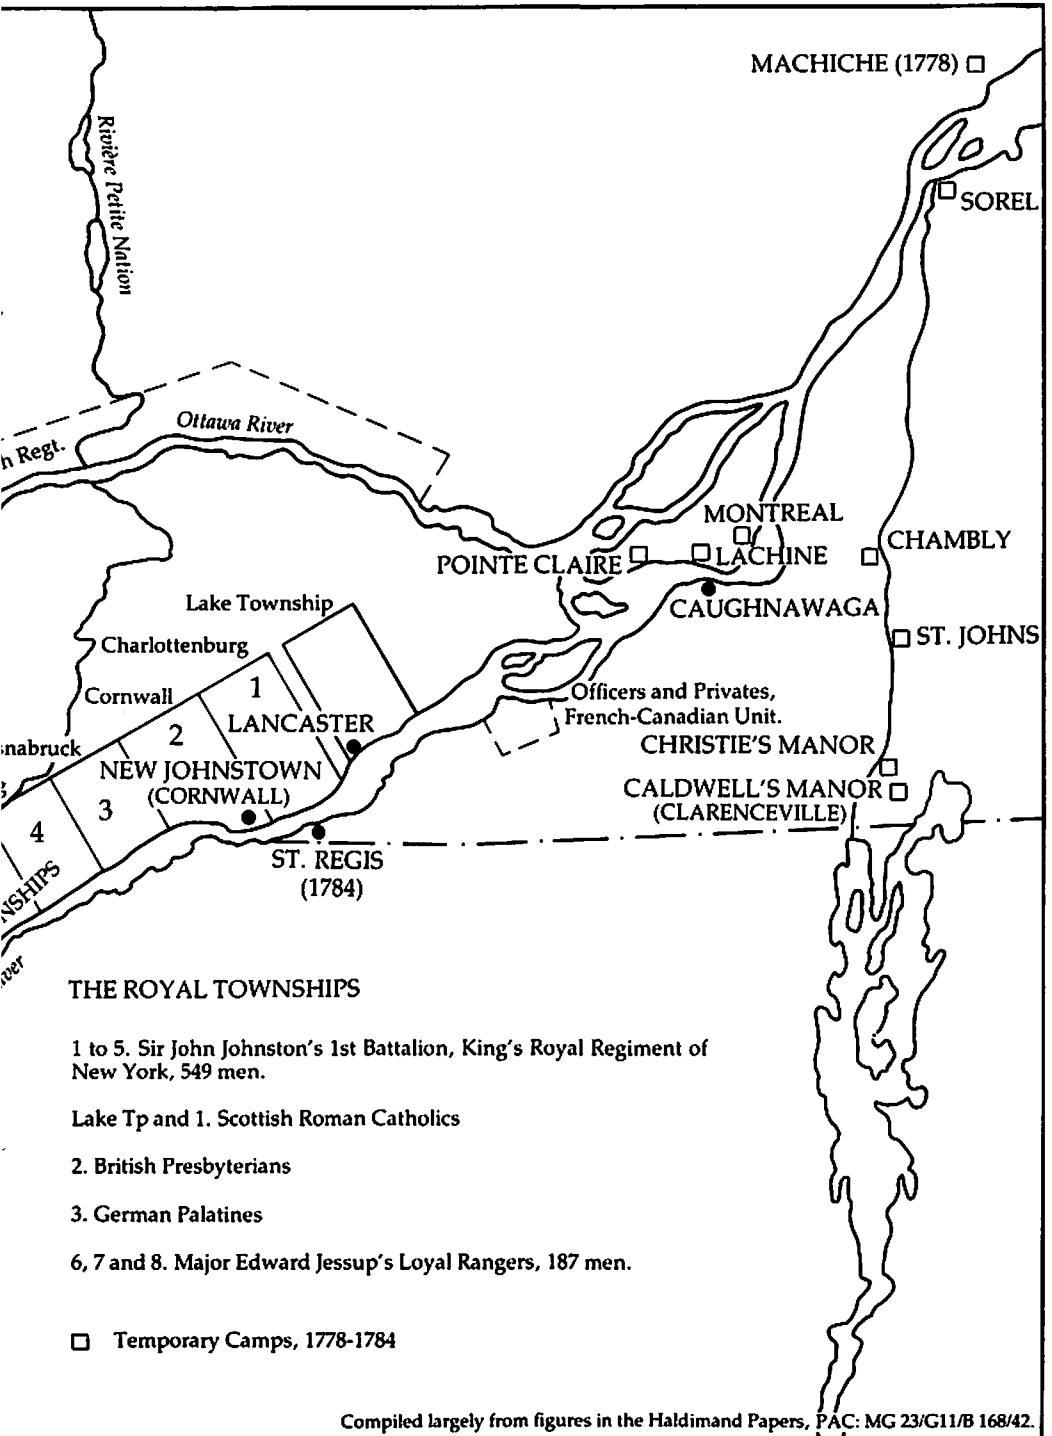 MACHICHE (1778)
Rivière Petite Nation
SOREL
Ottawa River
h Regt.
MONTREAL
CHAMBLY
POINTE CLAIRE
LACHINE
Lake Township
CAUGHNAWAGA
ST. JOHNS
Charlottenburg
1
Cornwall
Officers and Privates,
French-Canadian Unit.
LANCASTER
2
snabruck
CHRISTIE'S MANOR
NEW JOHNSTOWN
(CORNWALL)
CALDWELL'S MANOR
(CLARENCEVILLE)
3
4
ST. REGIS
(1784)
NSHIPS
iver
THE ROYAL TOWNSHIPS
1 to 5. Sir John Johnston's 1st Battalion, King's Royal Regiment of
New York, 549 men.
Lake Tp and 1. Scottish Roman Catholics
2. British Presbyterians
3. German Palatines
6, 7 and 8. Major Edward Jessup's Loyal Rangers, 187 men.
Temporary Camps, 1778-1784
Compiled largely from figures in the Haldimand Papers, PAC: MG 23/G11/B 168/42.